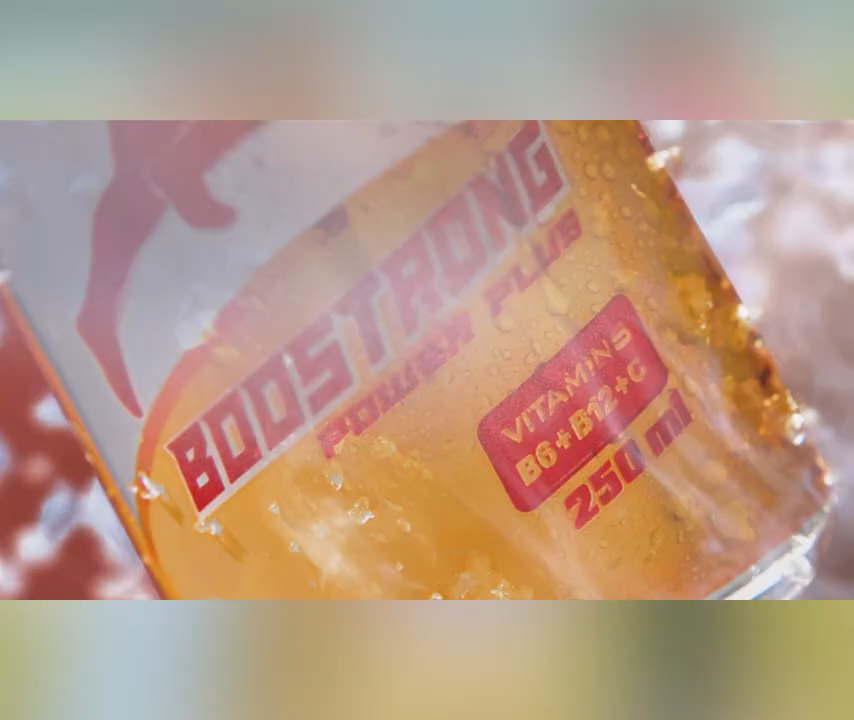 BOOSTRONG
POWER PLUS
VITAMINS
B6+B12+C
250 ml